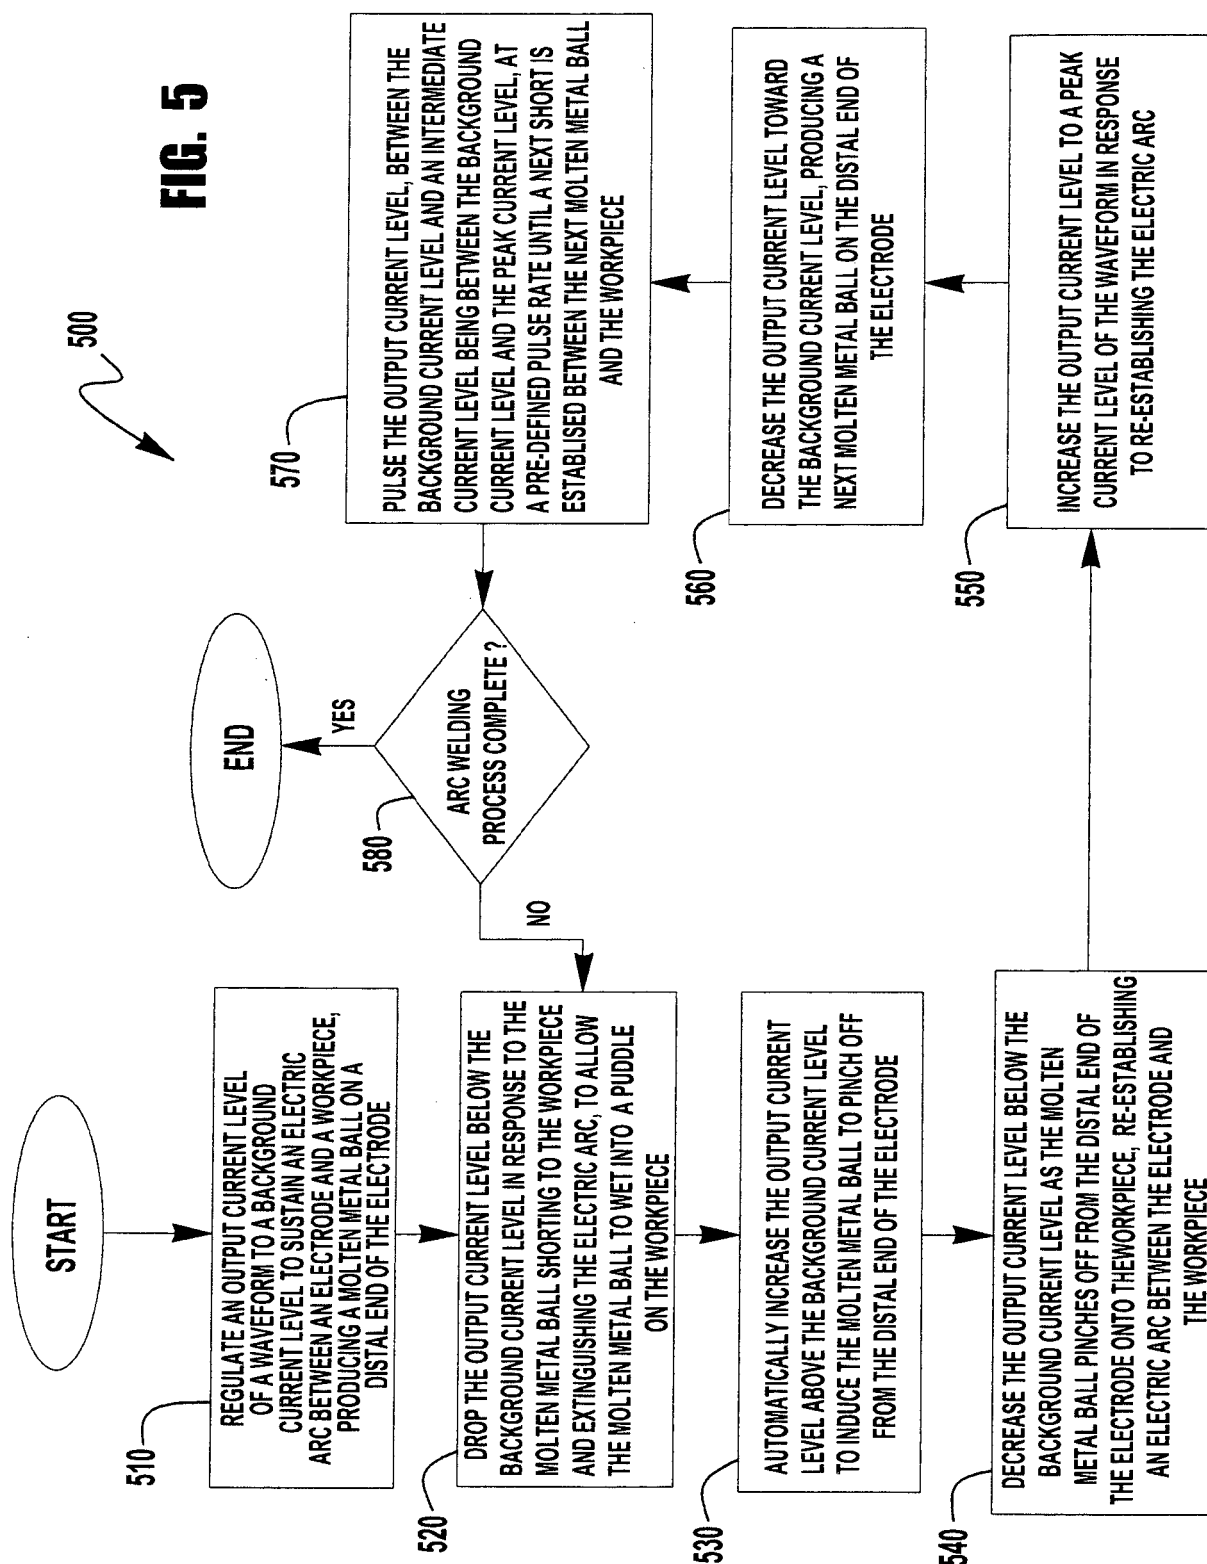 FIG. 5
500
START
510
REGULATE AN OUTPUT CURRENT LEVEL
OF A WAVEFORM TO A BACKGROUND
CURRENT LEVEL TO SUSTAIN AN ELECTRIC
ARC BETWEEN AN ELECTRODE AND A WORKPIECE,
PRODUCING A MOLTEN METAL BALL ON A
DISTAL END OF THE ELECTRODE
520
DROP THE OUTPUT CURRENT LEVEL BELOW THE
BACKGROUND CURRENT LEVEL IN RESPONSE TO THE
MOLTEN METAL BALL SHORTING TO THE WORKPIECE
AND EXTINGUISHING THE ELECTRIC ARC, TO ALLOW
THE MOLTEN METAL BALL TO WET INTO A PUDDLE
ON THE WORKPIECE
530
AUTOMATICALLY INCREASE THE OUTPUT CURRENT
LEVEL ABOVE THE BACKGROUND CURRENT LEVEL
TO INDUCE THE MOLTEN METAL BALL TO PINCH OFF
FROM THE DISTAL END OF THE ELECTRODE
540
DECREASE THE OUTPUT CURRENT LEVEL BELOW THE
BACKGROUND CURRENT LEVEL AS THE MOLTEN
METAL BALL PINCHES OFF FROM THE DISTAL END OF
THE ELECTRODE ONTO THEWORKPIECE, RE-ESTABLISHING
AN ELECTRIC ARC BETWEEN THE ELECTRODE AND
THE WORKPIECE
550
INCREASE THE OUTPUT CURRENT LEVEL TO A PEAK
CURRENT LEVEL OF THE WAVEFORM IN RESPONSE
TO RE-ESTABLISHING THE ELECTRIC ARC
560
DECREASE THE OUTPUT CURRENT LEVEL TOWARD
THE BACKGROUND CURRENT LEVEL, PRODUCING A
NEXT MOLTEN METAL BALL ON THE DISTAL END OF
THE ELECTRODE
570
PULSE THE OUTPUT CURRENT LEVEL, BETWEEN THE
BACKGROUND CURRENT LEVEL AND AN INTERMEDIATE
CURRENT LEVEL BEING BETWEEN THE BACKGROUND
CURRENT LEVEL AND THE PEAK CURRENT LEVEL, AT
A PRE-DEFINED PULSE RATE UNTIL A NEXT SHORT IS
ESTABLISED BETWEEN THE NEXT MOLTEN METAL BALL
AND THE WORKPIECE
580
ARC WELDING
PROCESS COMPLETE ?
YES
NO
END